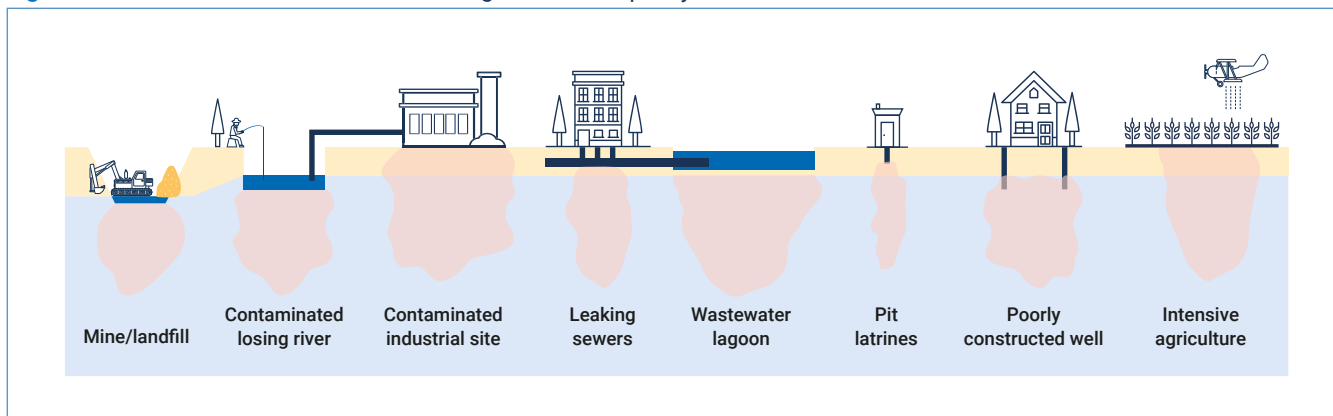 Mine/landfill
Contaminated
losing river
Contaminated
industrial site
Leaking
sewers
Wastewater
lagoon
Pit
latrines
Poorly
constructed well
Intensive
agriculture